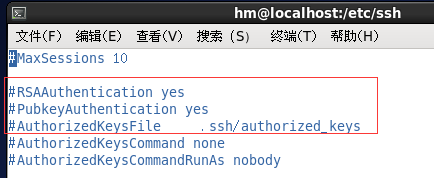 hm@localhost:/etc/ssh
文件(F) 编辑(E) 查看(V) 搜索 (S) 终端(T) 帮助(H)
#MaxSessions 10
#RSAAuthentication yes
#PubkeyAuthentication yes
#AuthorizedKeysFile .ssh/authorized_keys
#AuthorizedKeysCommand none
#AuthorizedKeysCommandRunAs nobody